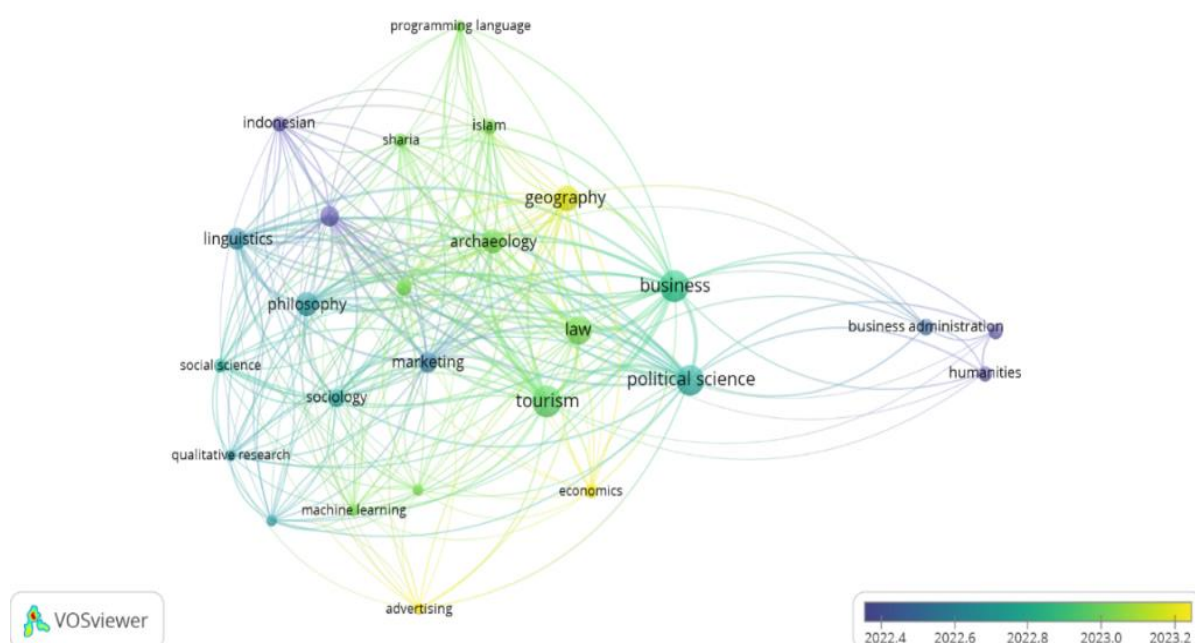 programming language
indonesian
sharia
islam
geography
linguistics
archaeology
business
philosophy
law
business administration
social science
marketing
political science
humanities
sociology
tourism
qualitative research
economics
machine learning
advertising
VOSviewer
2022.4 2022.6 2022.8 2023.0 2023.2